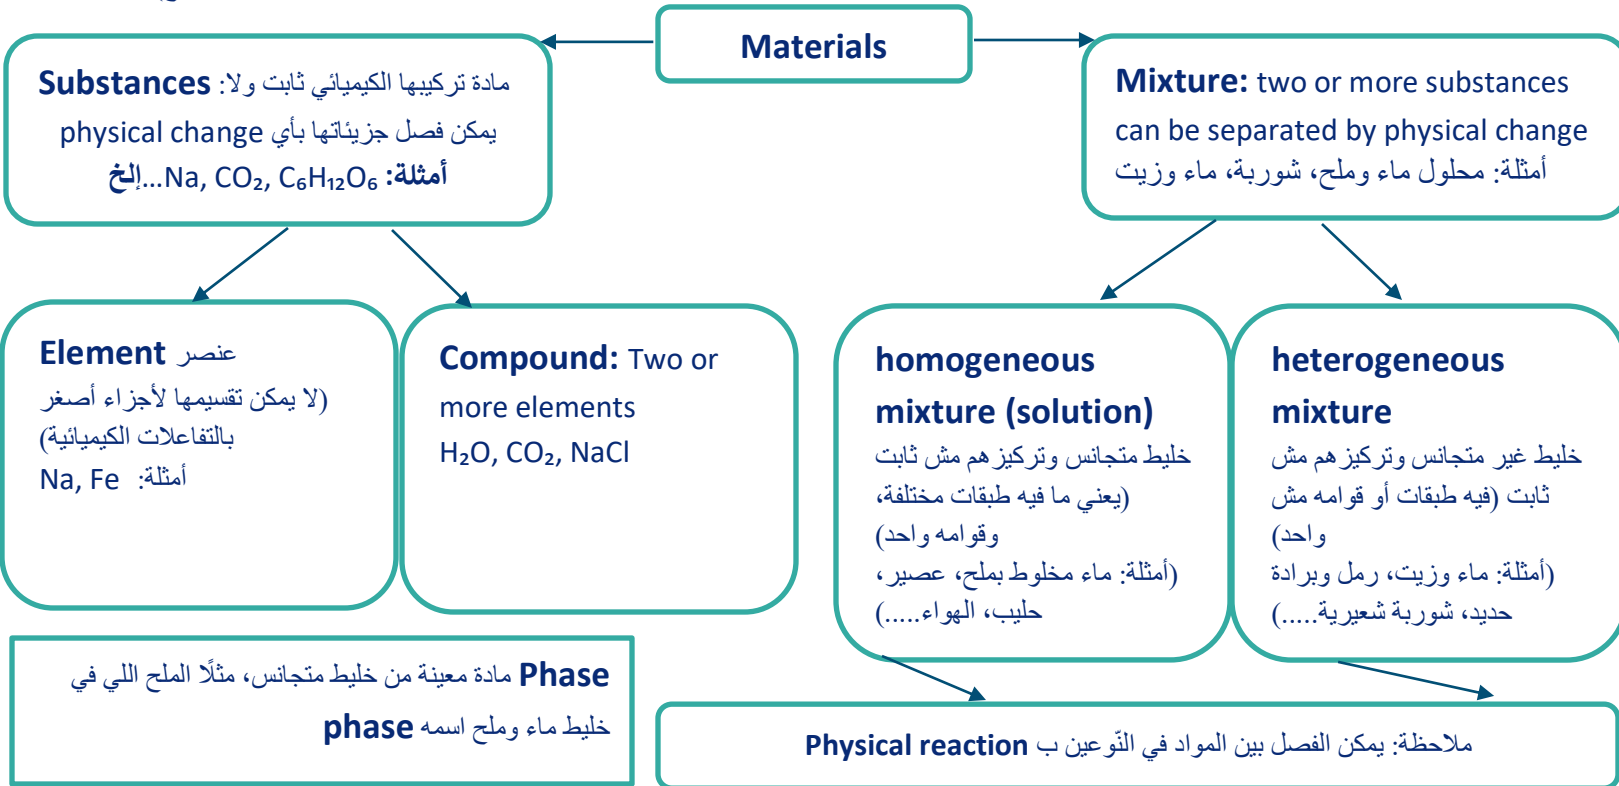 Materials
Substances: مادة تركيبها الكيميائي ثابت ولا
يمكن فصل جزيئاتها بأي physical change
أمثلة: Na, CO₂, C₆H₁₂O₆...إلخ
Mixture: two or more substances
can be separated by physical change
أمثلة: محلول ماء وملح، شوربة، ماء وزيت
Element عنصر
(لا يمكن تقسيمها لأجزاء أصغر
بالتفاعلات الكيميائية)
أمثلة: Na, Fe
Compound: Two or
more elements
H₂O, CO₂, NaCl
homogeneous
mixture (solution)
خليط متجانس وتركيزهم مش ثابت
(يعني ما فيه طبقات مختلفة،
وقوامه واحد)
(أمثلة: ماء مخلوط بملح، عصير،
حليب، الهواء.....)
heterogeneous
mixture
خليط غير متجانس وتركيزهم مش
ثابت (فيه طبقات أو قوامه مش
واحد)
(أمثلة: ماء وزيت، رمل وبرادة
حديد، شوربة شعيرية.....)
Phase مادة معينة من خليط متجانس، مثلًا الملح اللي في
خليط ماء وملح اسمه phase
ملاحظة: يمكن الفصل بين المواد في النّوعين ب Physical reaction